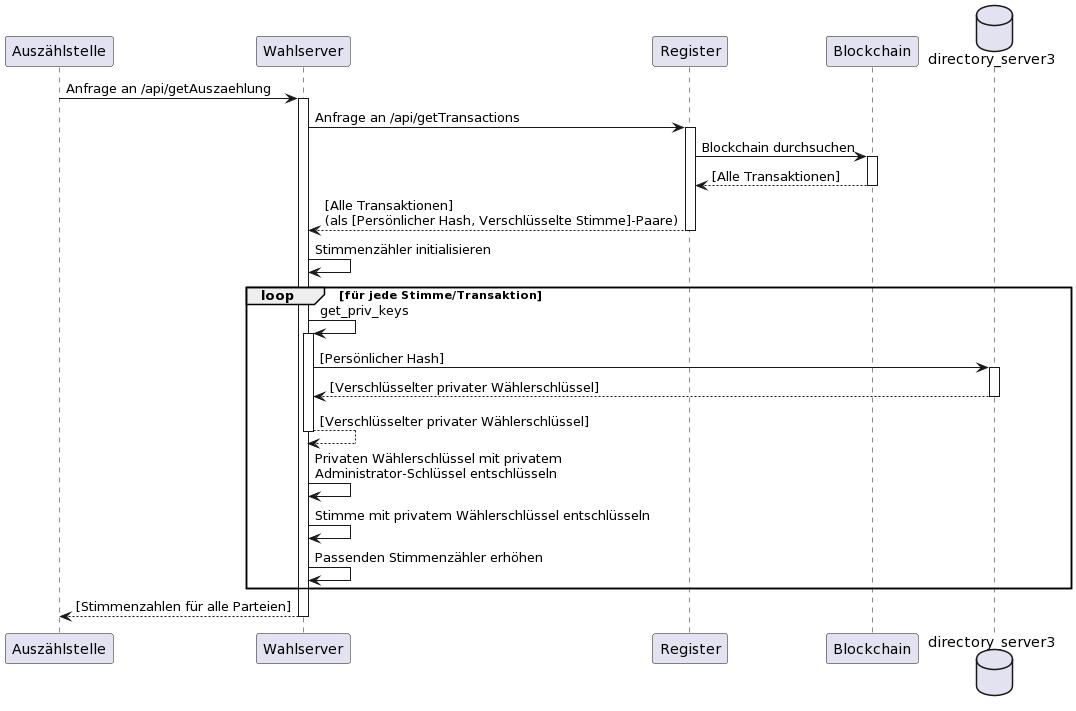 Auszählstelle
Wahlserver
Register
Blockchain
directory_server3
Anfrage an /api/getAuszaehlung
Anfrage an /api/getTransactions
Blockchain durchsuchen
[Alle Transaktionen]
[Alle Transaktionen]
(als [Persönlicher Hash, Verschlüsselte Stimme]-Paare)
Stimmenzähler initialisieren
loop
[für jede Stimme/Transaktion]
get_priv_keys
[Persönlicher Hash]
[Verschlüsselter privater Wählerschlüssel]
[Verschlüsselter privater Wählerschlüssel]
Privaten Wählerschlüssel mit privatem
Administrator-Schlüssel entschlüsseln
Stimme mit privatem Wählerschlüssel entschlüsseln
Passenden Stimmenzähler erhöhen
[Stimmenzahlen für alle Parteien]
Auszählstelle
Wahlserver
Register
Blockchain
directory_server3